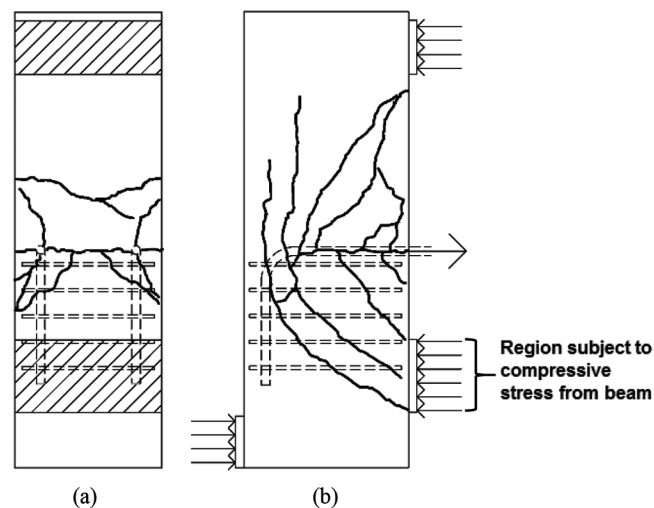 Region subject to
compressive
stress from beam
(a)
(b)